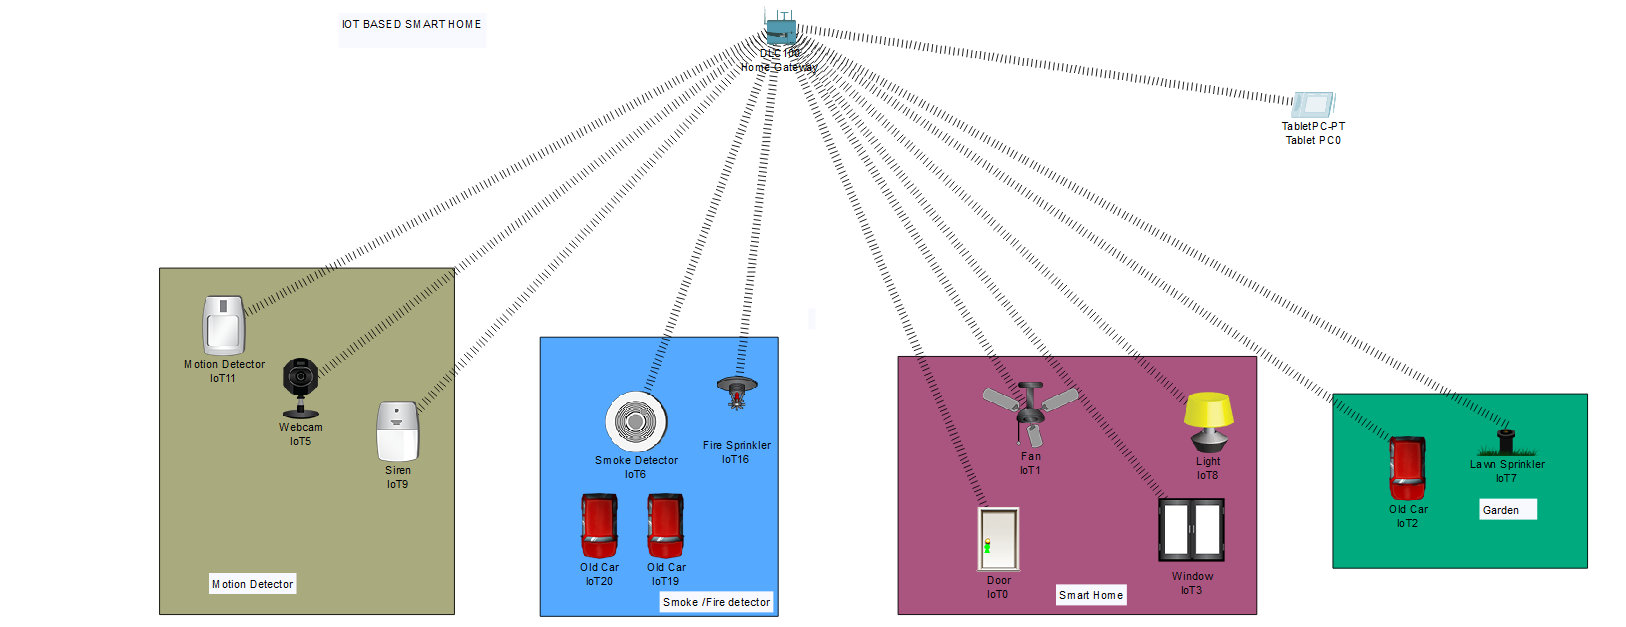 IOT BASED SMART HOME
DLC100
Home Gateway
TabletPC-PT
Tablet PC0
Motion Detector
IoT11
Webcam
IoT5
Siren
IoT9
Motion Detector
Smoke Detector
IoT6
Fire Sprinkler
IoT16
Old Car
IoT20
Old Car
IoT19
Smoke /Fire detector
Fan
IoT1
Light
IoT8
Door
IoT0
Window
IoT3
Smart Home
Old Car
IoT2
Lawn Sprinkler
IoT7
Garden